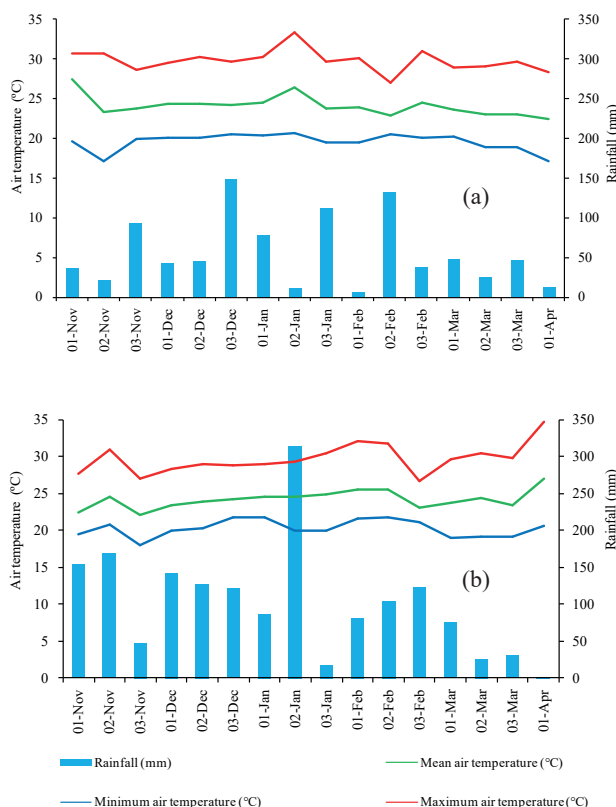 35 350
30 300
25 250
20 200
15 150
10 100
5 50
0 0
Air temperature (°C)
Rainfall (mm)
(a)
01-Nov 02-Nov 03-Nov 01-Dec 02-Dec 03-Dec 01-Jan 02-Jan 03-Jan 01-Feb 02-Feb 03-Feb 01-Mar 02-Mar 03-Mar 01-Apr
35 350
30 300
25 250
20 200
15 150
10 100
5 50
0 0
Air temperature (°C)
Rainfall (mm)
(b)
01-Nov 02-Nov 03-Nov 01-Dec 02-Dec 03-Dec 01-Jan 02-Jan 03-Jan 01-Feb 02-Feb 03-Feb 01-Mar 02-Mar 03-Mar 01-Apr
Rainfall (mm) Mean air temperature (°C)
Minimum air temperature (°C) Maximum air temperature (°C)